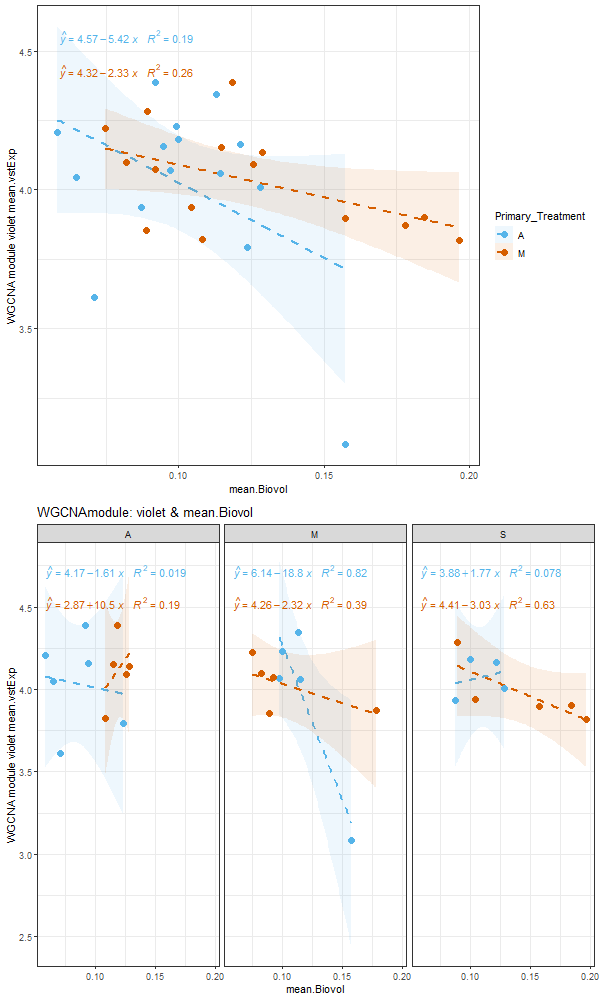 ŷ = 4.57 − 5.42 x R² = 0.19
ŷ = 4.32 − 2.33 x R² = 0.26
4.5
4.0
3.5
WGCNA module violet mean.vstExp
0.10
0.15
0.20
mean.Biovol
Primary_Treatment
A
M
WGCNAmodule: violet & mean.Biovol
A
M
S
ŷ = 4.17 − 1.61 x R² = 0.019
ŷ = 2.87 + 10.5 x R² = 0.19
ŷ = 6.14 − 18.8 x R² = 0.82
ŷ = 4.26 − 2.32 x R² = 0.39
ŷ = 3.88 + 1.77 x R² = 0.078
ŷ = 4.41 − 3.03 x R² = 0.63
4.5
4.0
3.5
3.0
2.5
WGCNA module violet mean.vstExp
0.10
0.15
0.20
0.10
0.15
0.20
0.10
0.15
0.20
mean.Biovol